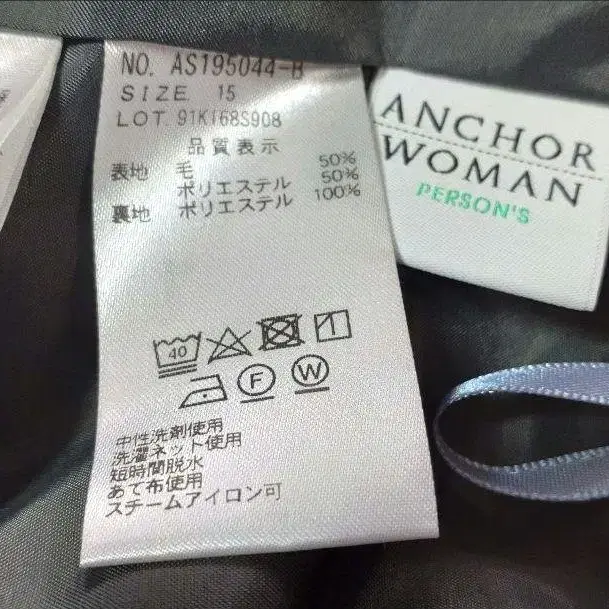 NO. AS195044-B
SIZE 15
LOT 91KI68S908
品質表示
表地 毛 50%
ポリエステル 50%
裏地 ポリエステル 100%
40
F W
中性洗剤使用
洗濯ネット使用
短時間脱水
あて布使用
スチームアイロン可
ANCHOR
WOMAN
PERSON'S